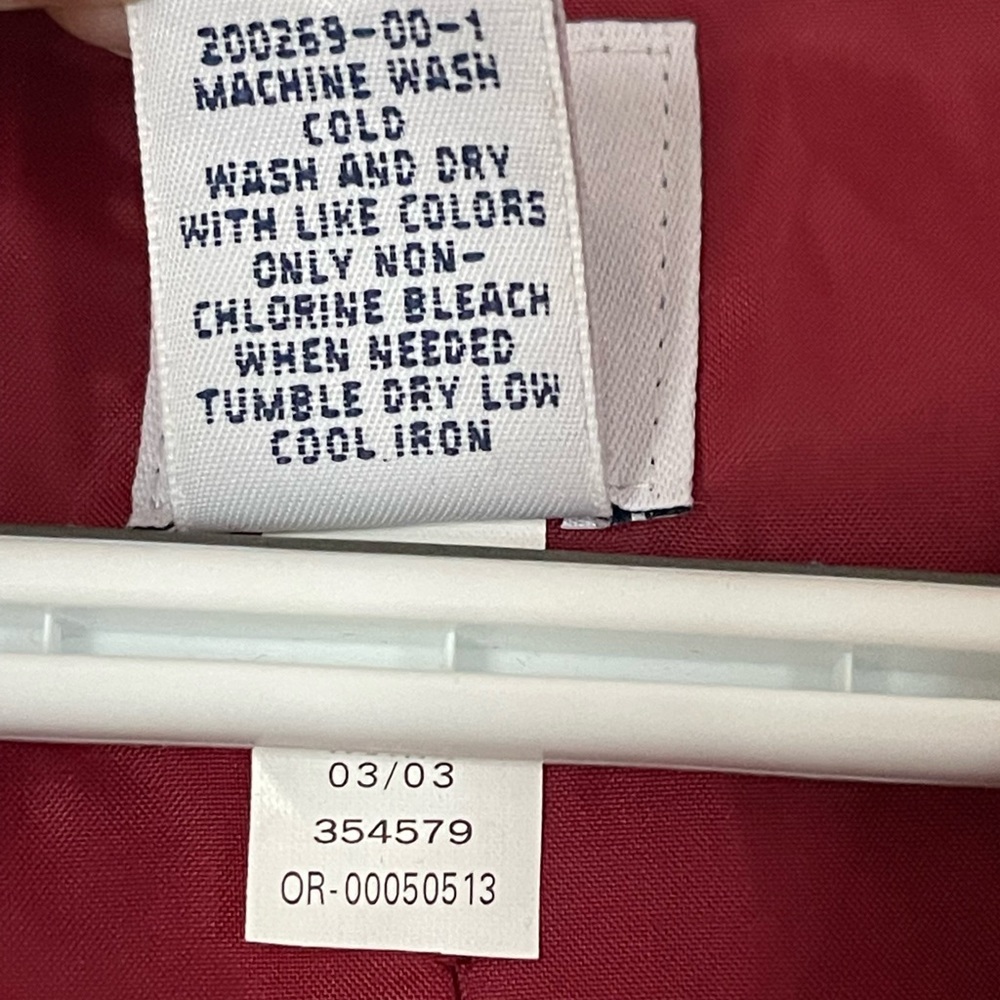 200269-00-1
MACHINE WASH
COLD
WASH AND DRY
WITH LIKE COLORS
ONLY NON-
CHLORINE BLEACH
WHEN NEEDED
TUMBLE DRY LOW
COOL IRON
03/03
354579
OR-00050513